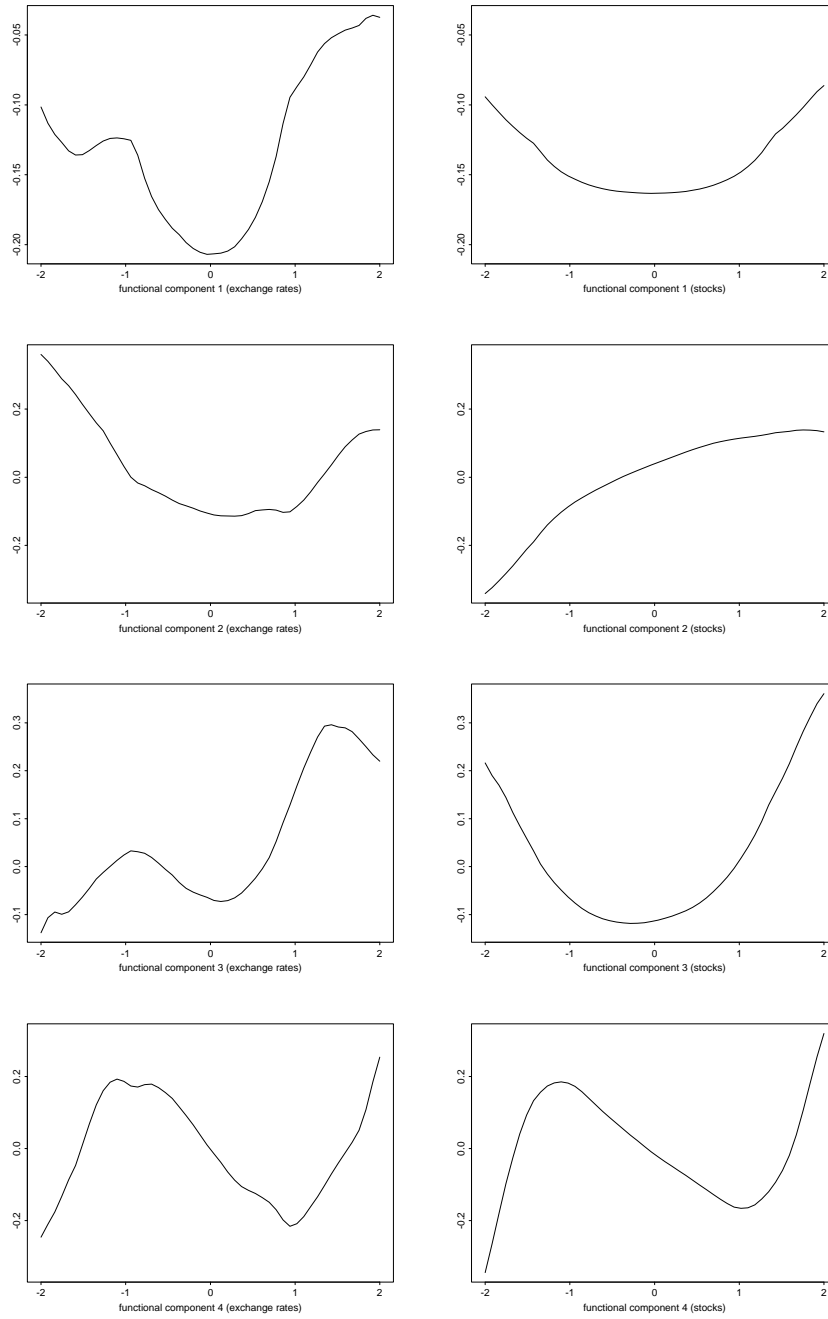 -0.05
-0.10
-0.15
-0.20
-2 -1 0 1 2
functional component 1 (exchange rates)
-0.05
-0.10
-0.15
-0.20
-2 -1 0 1 2
functional component 1 (stocks)
0.2
0.0
-0.2
-2 -1 0 1 2
functional component 2 (exchange rates)
0.2
0.0
-0.2
-2 -1 0 1 2
functional component 2 (stocks)
0.3
0.2
0.1
0.0
-0.1
-2 -1 0 1 2
functional component 3 (exchange rates)
0.3
0.2
0.1
0.0
-0.1
-2 -1 0 1 2
functional component 3 (stocks)
0.2
0.0
-0.2
-2 -1 0 1 2
functional component 4 (exchange rates)
0.2
0.0
-0.2
-2 -1 0 1 2
functional component 4 (stocks)